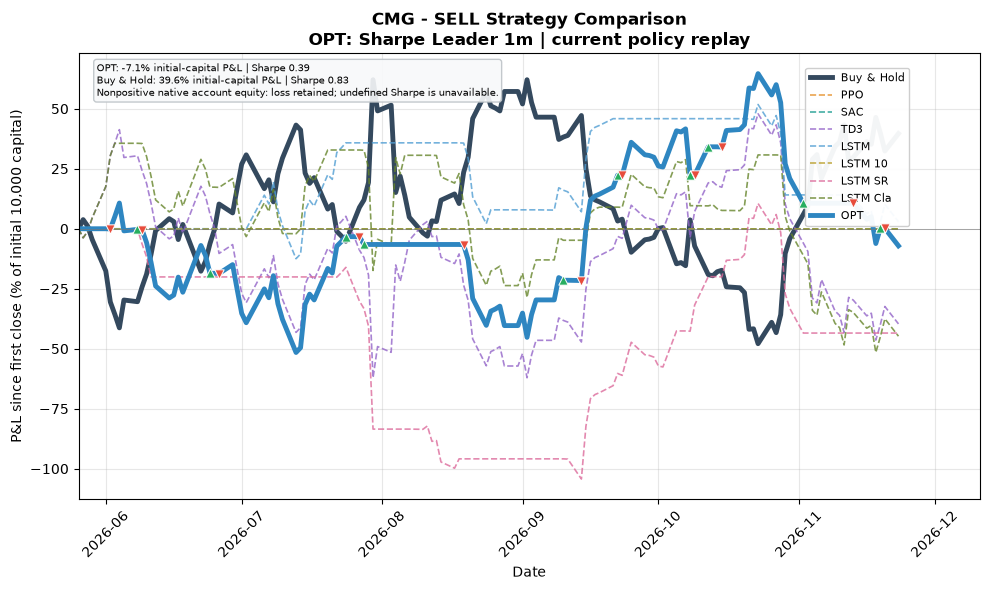 CMG - SELL Strategy Comparison
OPT: Sharpe Leader 1m | current policy replay
OPT: -7.1% initial-capital P&L | Sharpe 0.39
Buy & Hold: 39.6% initial-capital P&L | Sharpe 0.83
Nonpositive native account equity: loss retained; undefined Sharpe is unavailable.
Buy & Hold
PPO
SAC
TD3
LSTM
LSTM 10
LSTM SR
LSTM Cla
OPT
P&L since first close (% of initial 10,000 capital)
50
25
0
−25
−50
−75
−100
2026-06
2026-07
2026-08
2026-09
2026-10
2026-11
2026-12
Date